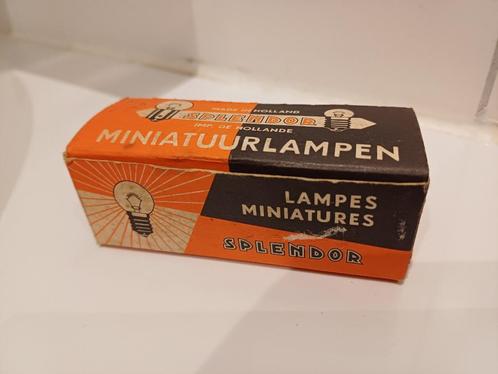 MADE IN HOLLAND
SPLENDOR
IMP. DE HOLLANDE
MINIATUURLAMPEN
LAMPES
MINIATURES
SPLENDOR